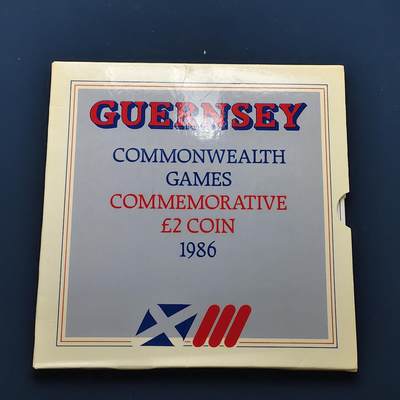 GUERNSEY
COMMONWEALTH
GAMES
COMMEMORATIVE
£2 COIN
1986